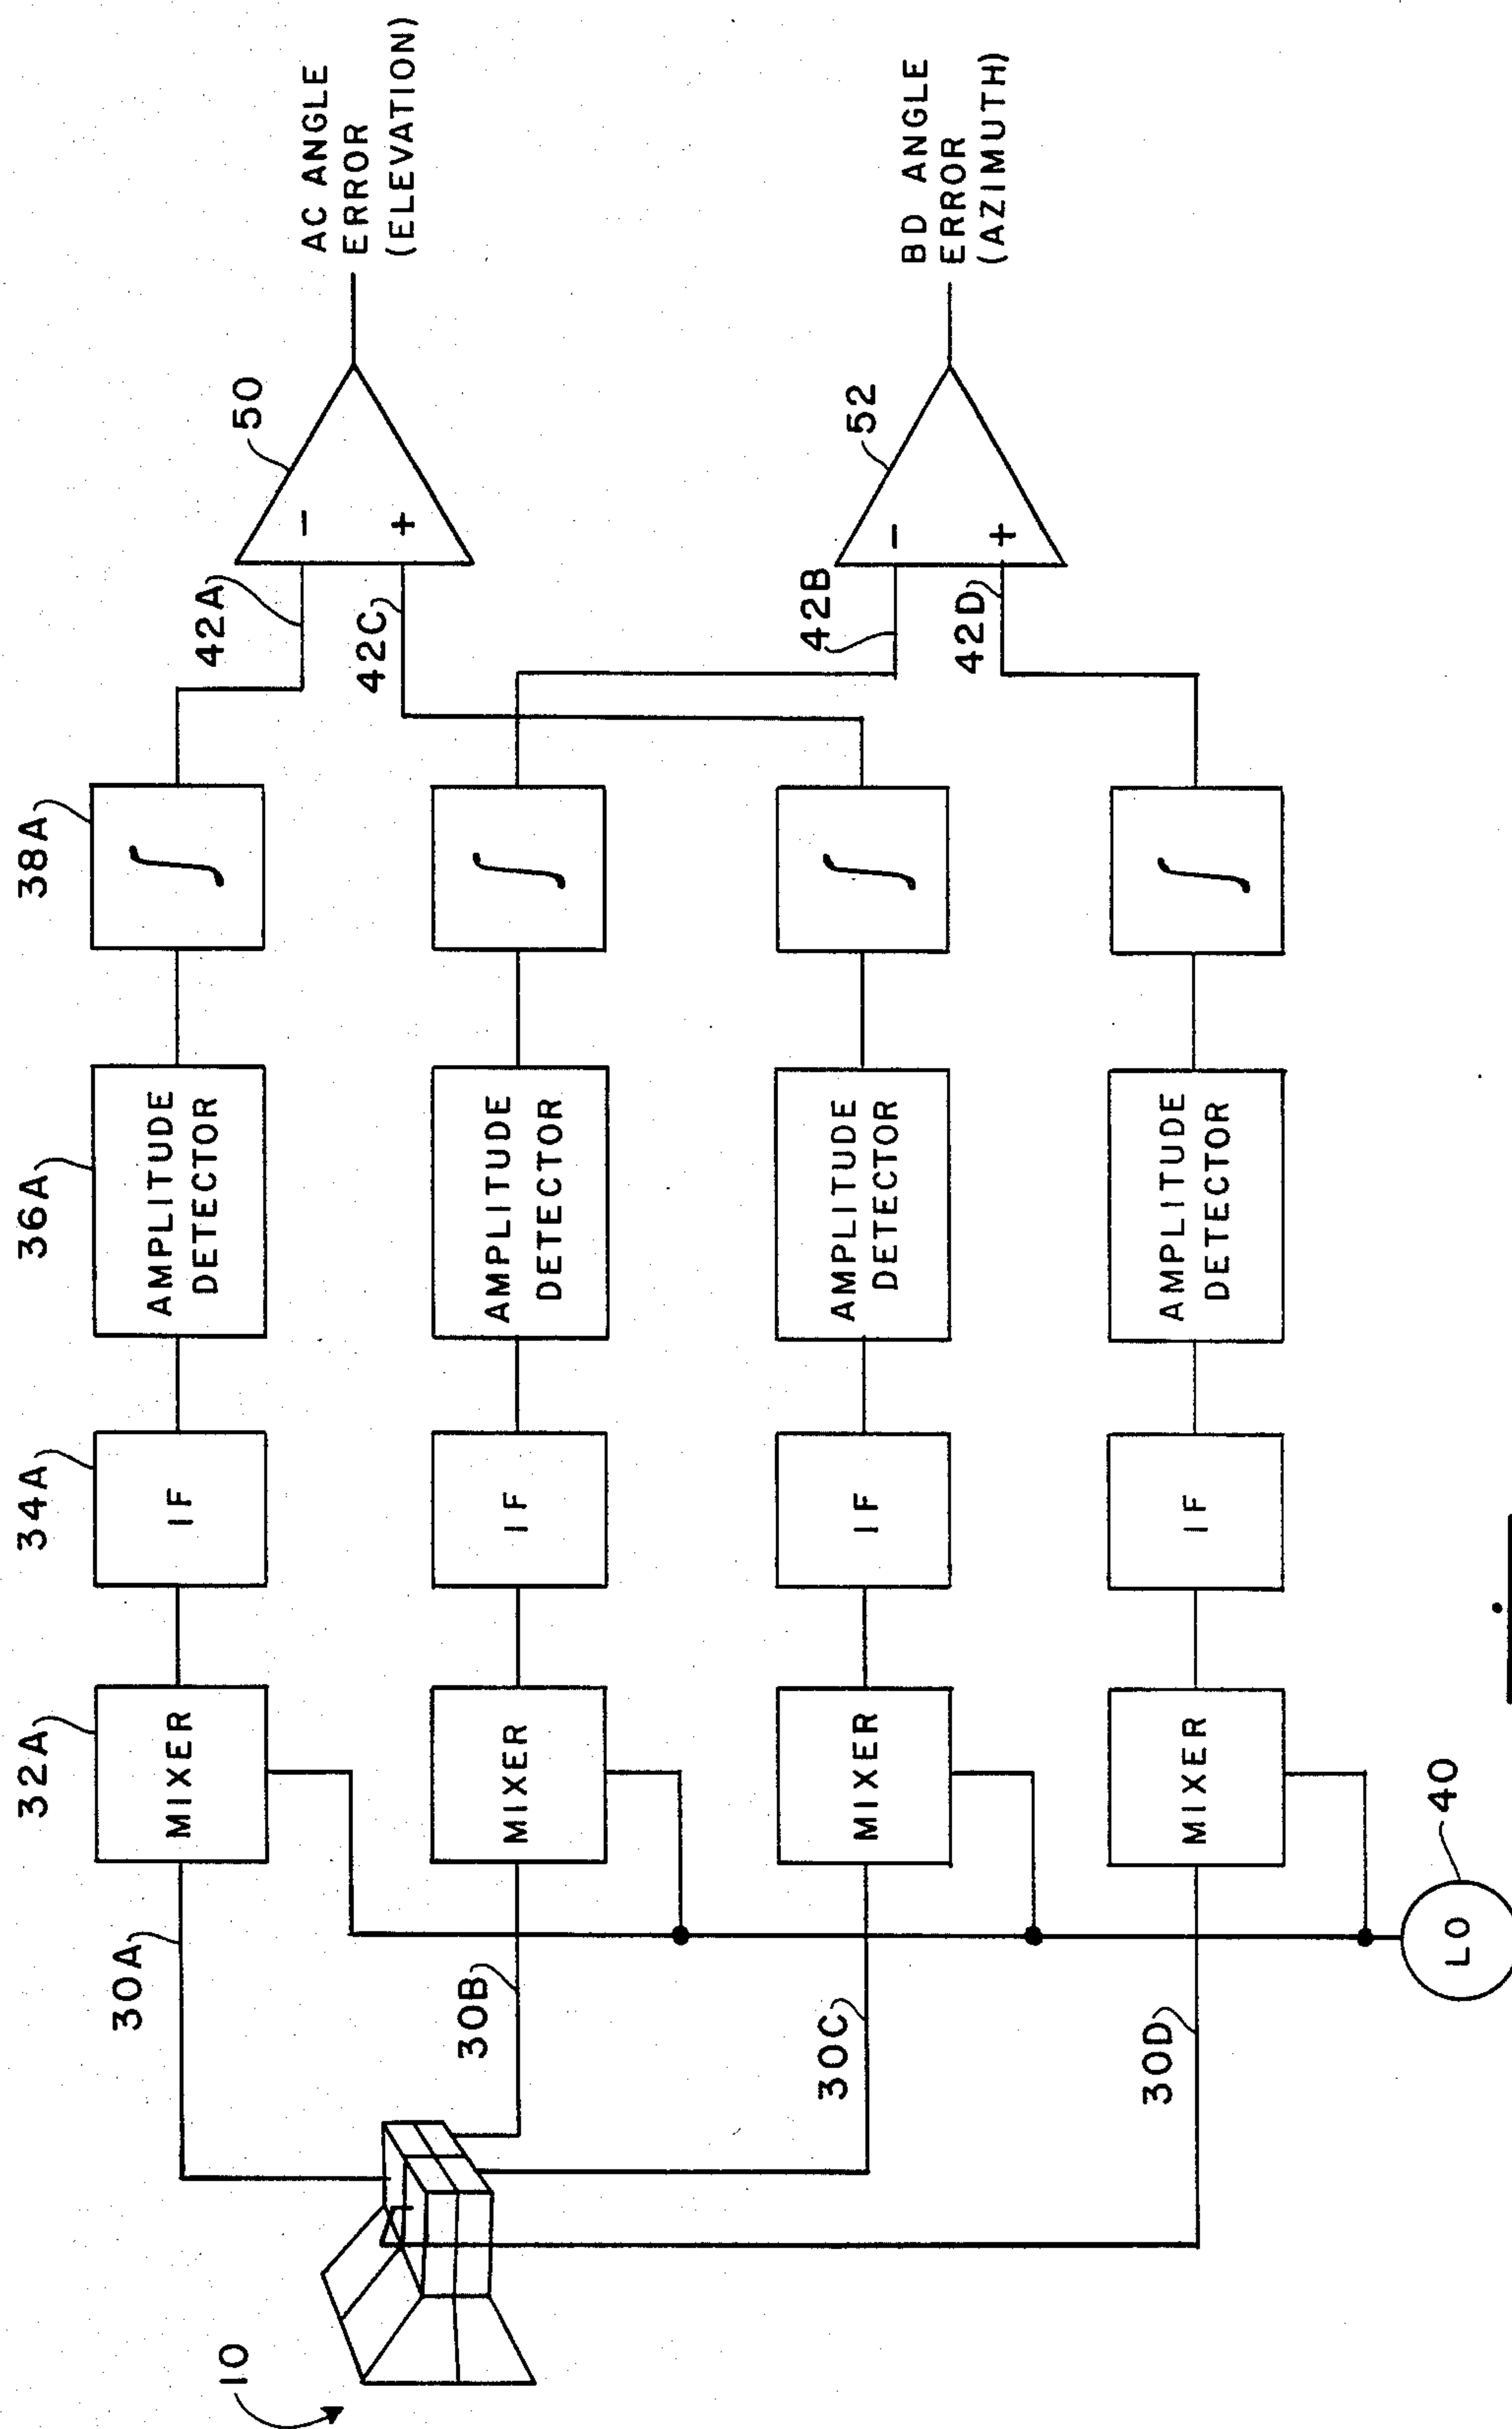 32A
34A
36A
38A
MIXER
IF
AMPLITUDE
DETECTOR
∫
30A
42A
50
−
+
AC ANGLE
ERROR
(ELEVATION)
10
30B
MIXER
IF
AMPLITUDE
DETECTOR
∫
42C
30C
MIXER
IF
AMPLITUDE
DETECTOR
∫
42B
52
−
+
BD ANGLE
ERROR
(AZIMUTH)
42D
30D
MIXER
IF
AMPLITUDE
DETECTOR
∫
LO
40